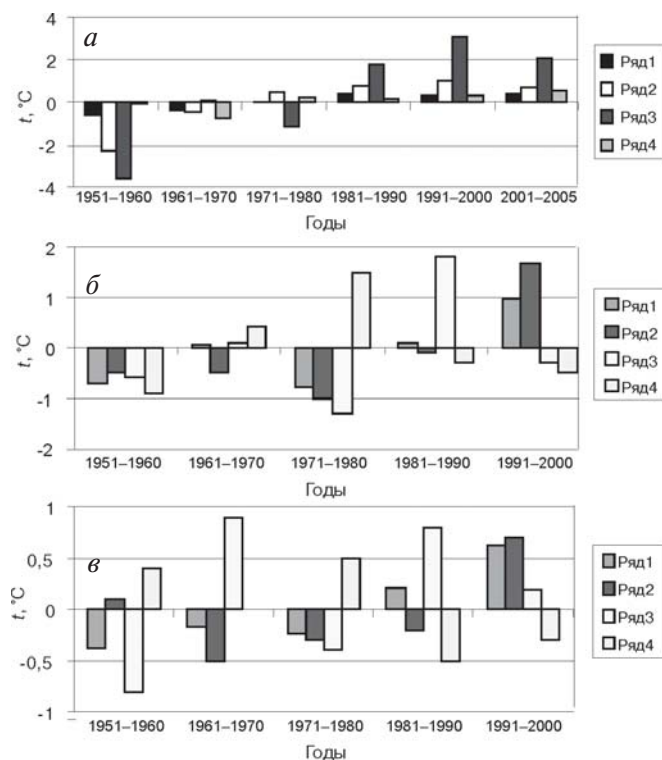 а
4
2
0
-2
-4
t, °C
1951–1960 1961–1970 1971–1980 1981–1990 1991–2000 2001–2005
Годы
Ряд1
Ряд2
Ряд3
Ряд4
б
2
1
0
-1
-2
t, °C
1951–1960 1961–1970 1971–1980 1981–1990 1991–2000
Годы
Ряд1
Ряд2
Ряд3
Ряд4
в
1
0,5
0
-0,5
-1
t, °C
1951–1960 1961–1970 1971–1980 1981–1990 1991–2000
Годы
Ряд1
Ряд2
Ряд3
Ряд4